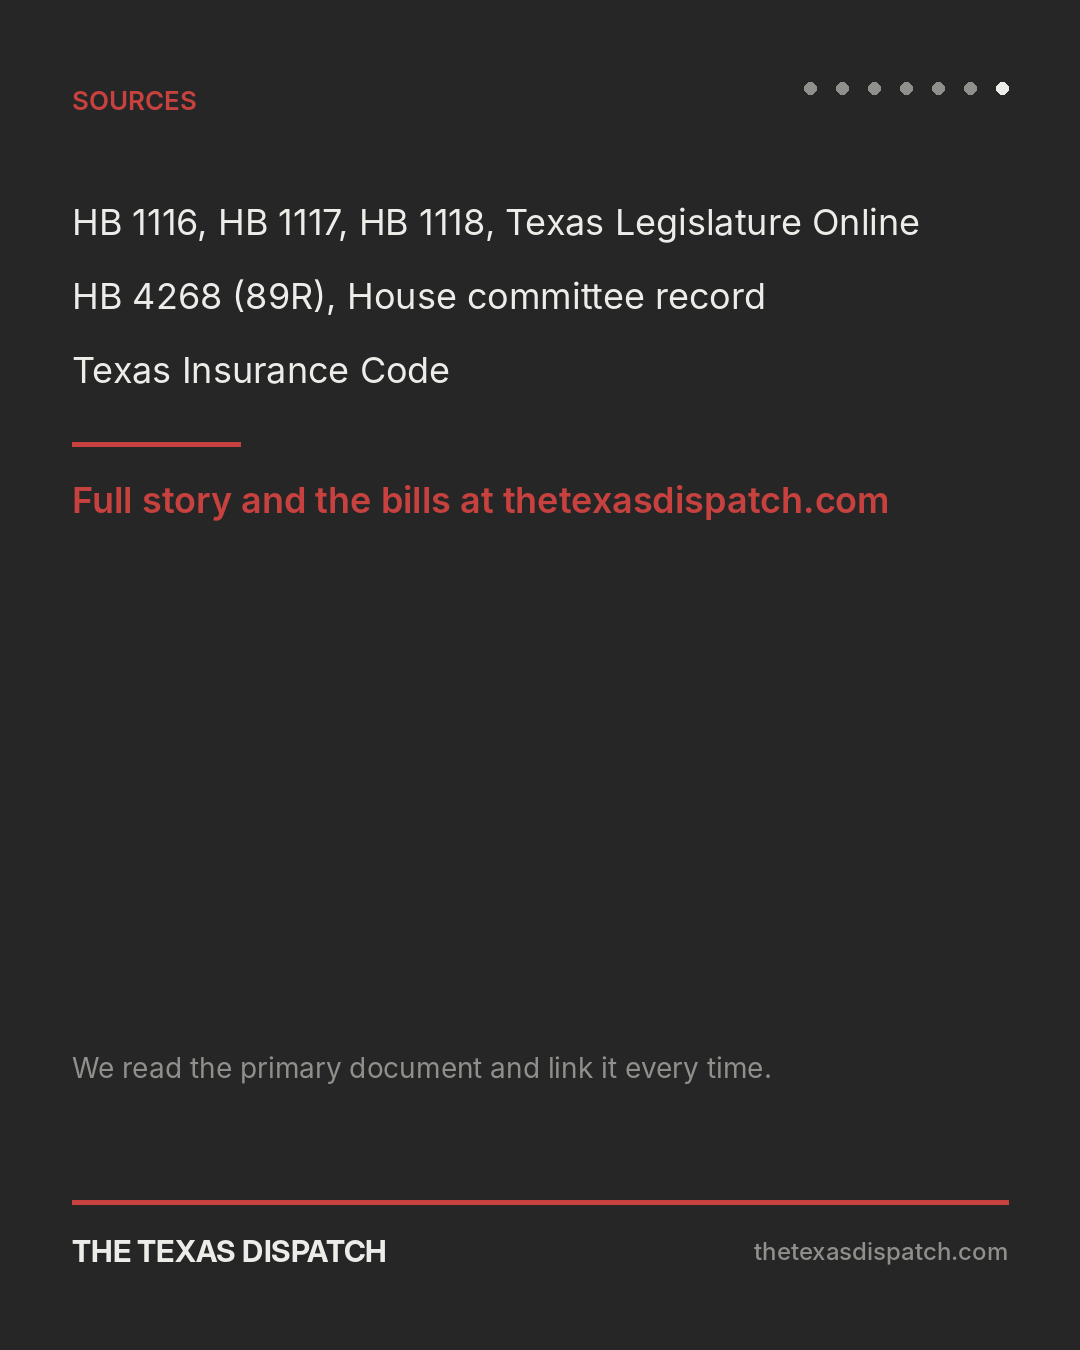 SOURCES
HB 1116, HB 1117, HB 1118, Texas Legislature Online
HB 4268 (89R), House committee record
Texas Insurance Code
Full story and the bills at thetexasdispatch.com
We read the primary document and link it every time.
THE TEXAS DISPATCH
thetexasdispatch.com